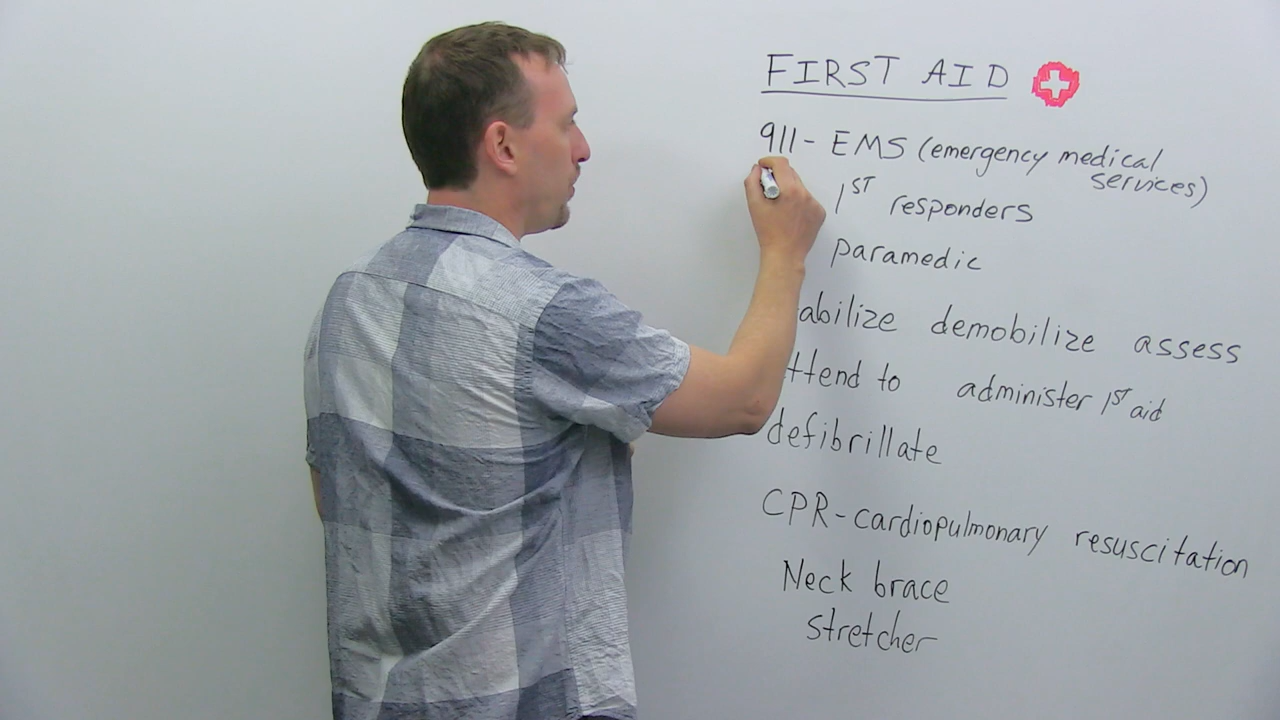 FIRST AID
911- EMS (emergency medical
services)
1ST responders
paramedic
abilize demobilize assess
ttend to administer 1ST aid
defibrillate
CPR-cardiopulmonary resuscitation
Neck brace
stretcher